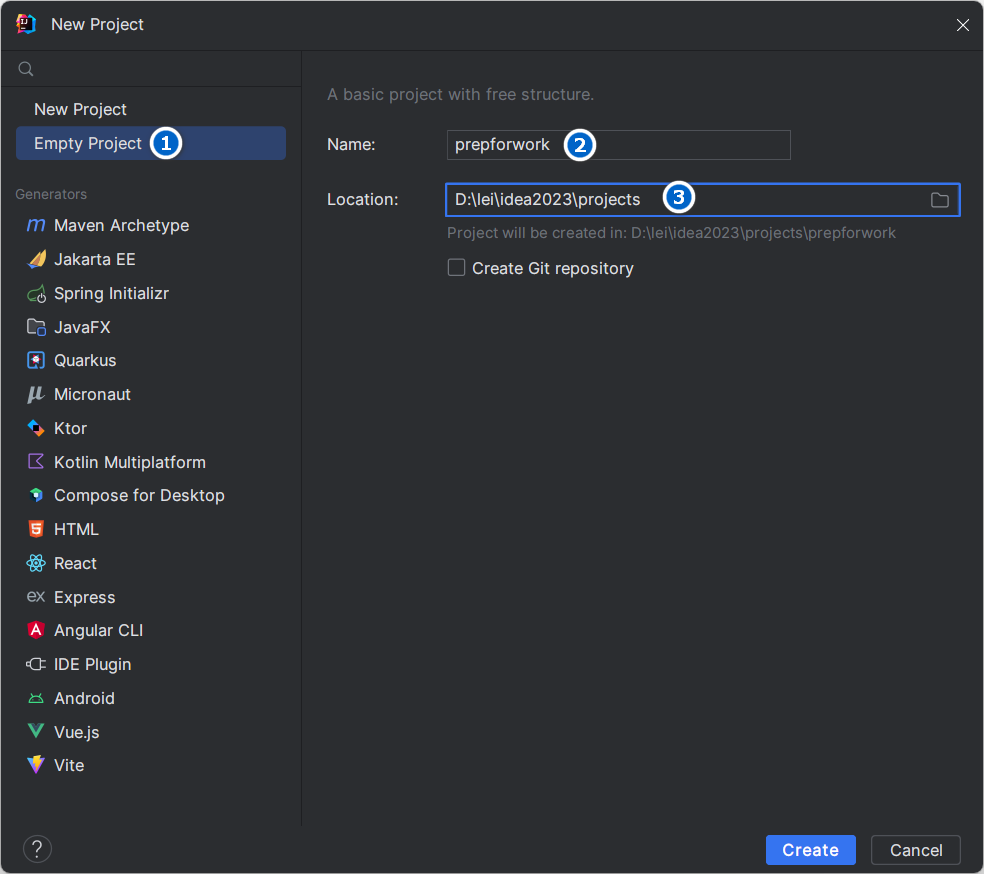 New Project
New Project
Empty Project 1
Generators
Maven Archetype
Jakarta EE
Spring Initializr
JavaFX
Quarkus
Micronaut
Ktor
Kotlin Multiplatform
Compose for Desktop
HTML
React
Express
Angular CLI
IDE Plugin
Android
Vue.js
Vite
?
A basic project with free structure.
Name: prepforwork 2
Location: D:\lei\idea2023\projects 3
Project will be created in: D:\lei\idea2023\projects\prepforwork
Create Git repository
Create Cancel